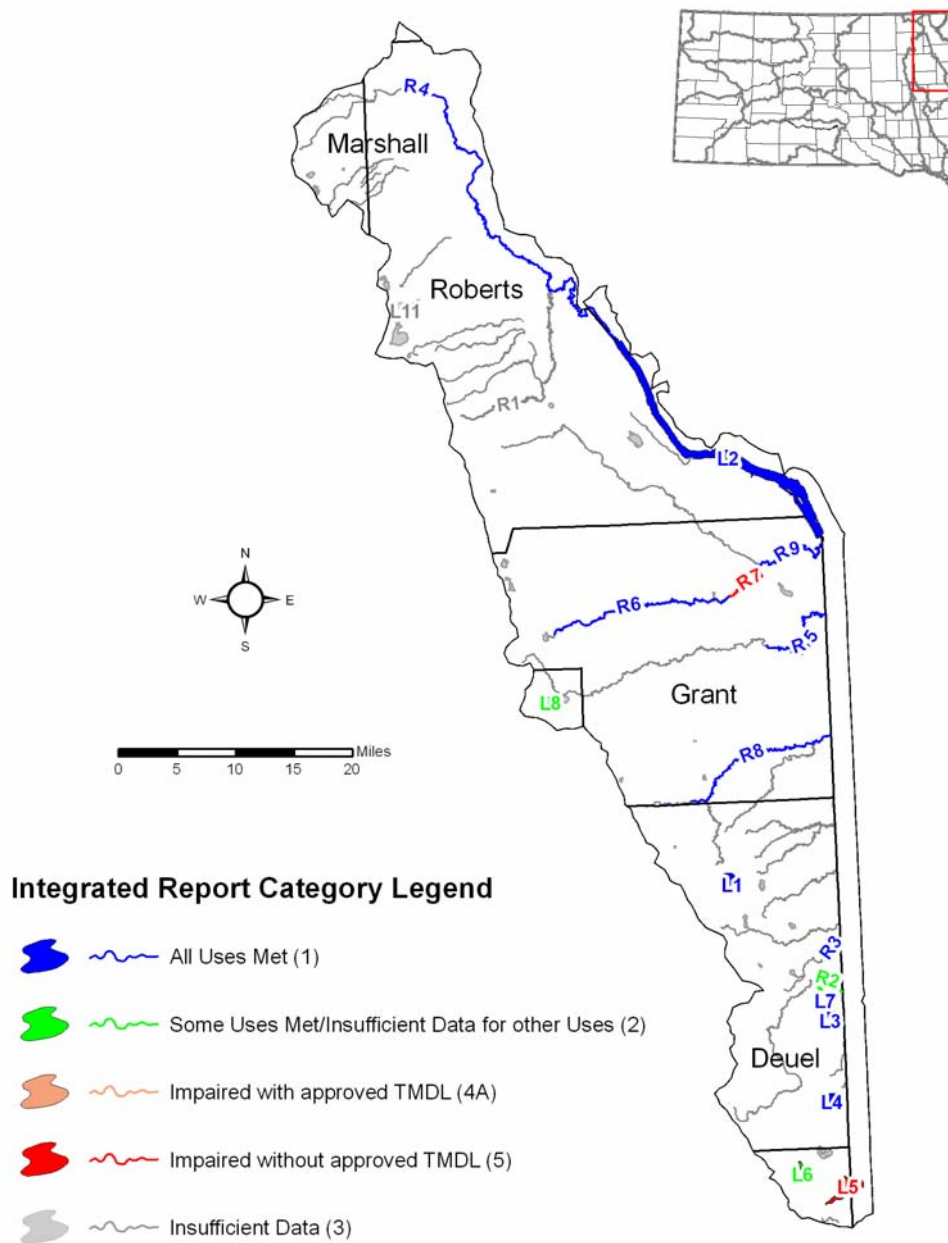 R4
Marshall
Roberts
L11
R1
L2
R9
R7
R6
R5
L8
Grant
R8
N
W
E
S
Miles
0 5 10 15 20
L1
R3
R2
L7
L3
Deuel
L4
L6
L5
Integrated Report Category Legend
All Uses Met (1)
Some Uses Met/Insufficient Data for other Uses (2)
Impaired with approved TMDL (4A)
Impaired without approved TMDL (5)
Insufficient Data (3)